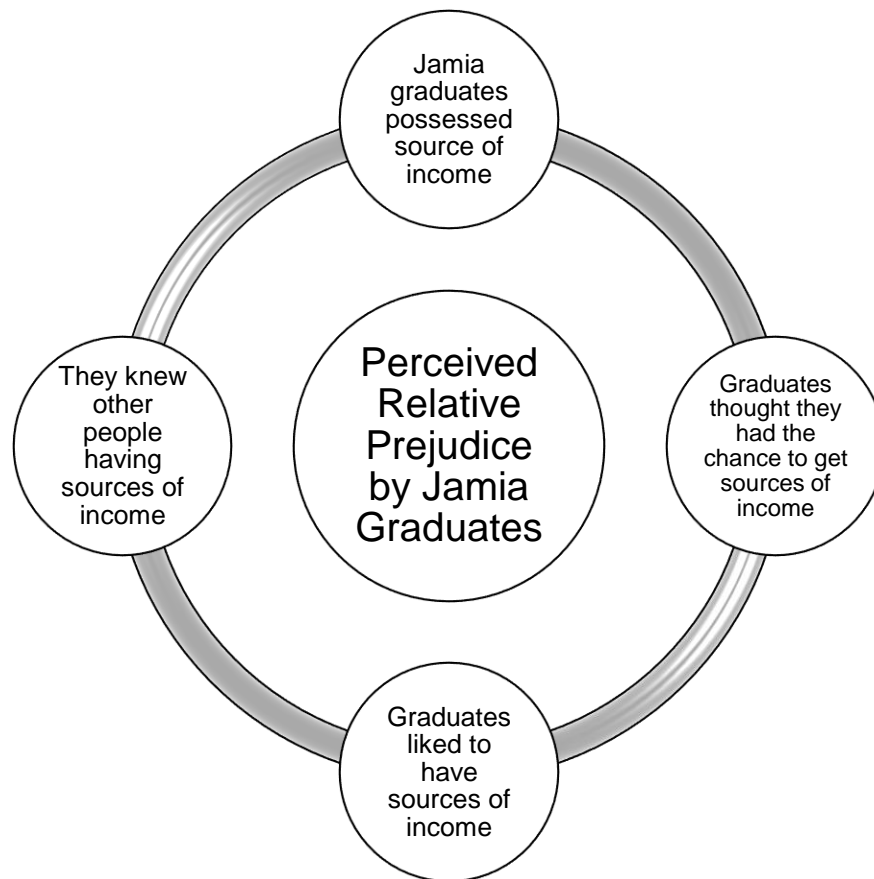 Jamia
graduates
possessed
source of
income
Graduates
thought they
had the
chance to get
sources of
income
Graduates
liked to
have
sources of
income
They knew
other
people
having
sources of
income
Perceived
Relative
Prejudice
by Jamia
Graduates